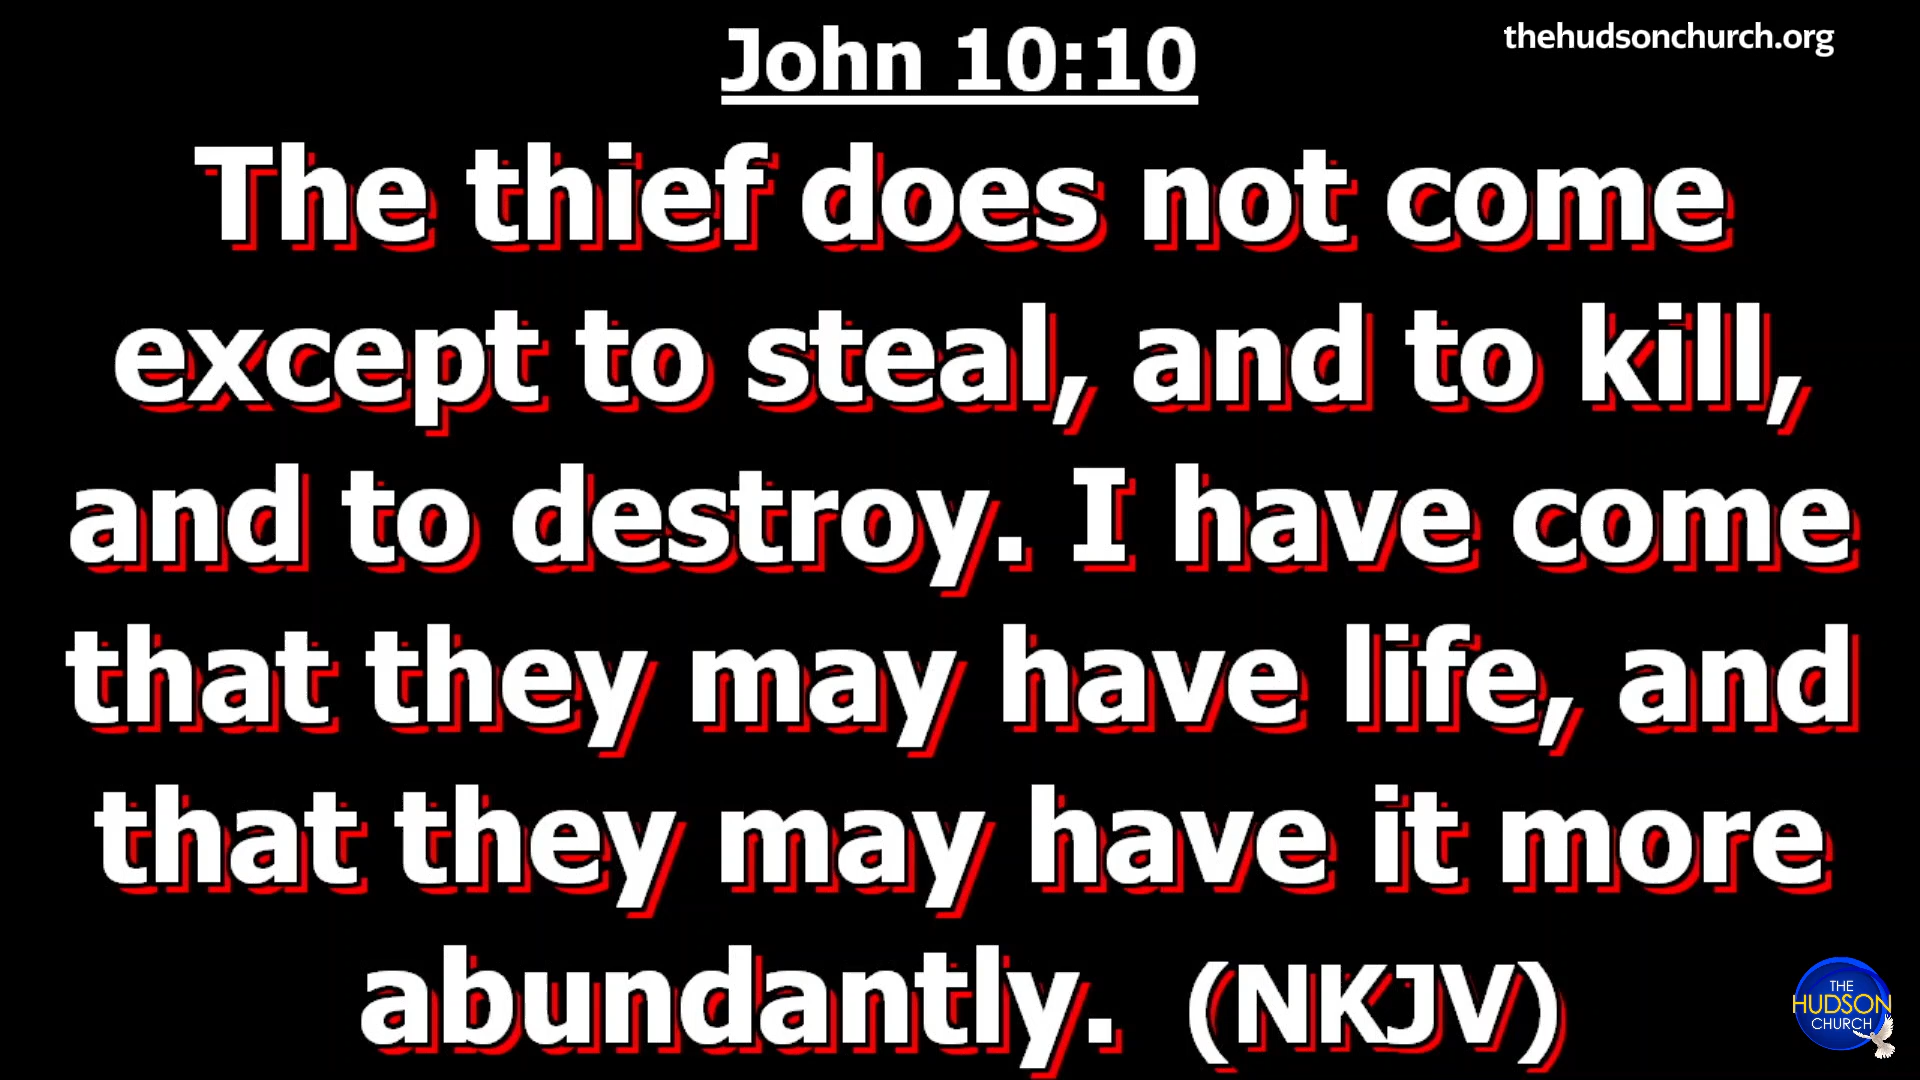 John 10:10
thehudsonchurch.org
The thief does not come
except to steal, and to kill,
and to destroy. I have come
that they may have life, and
that they may have it more
abundantly. (NKJV)
THE
HUDSON
CHURCH